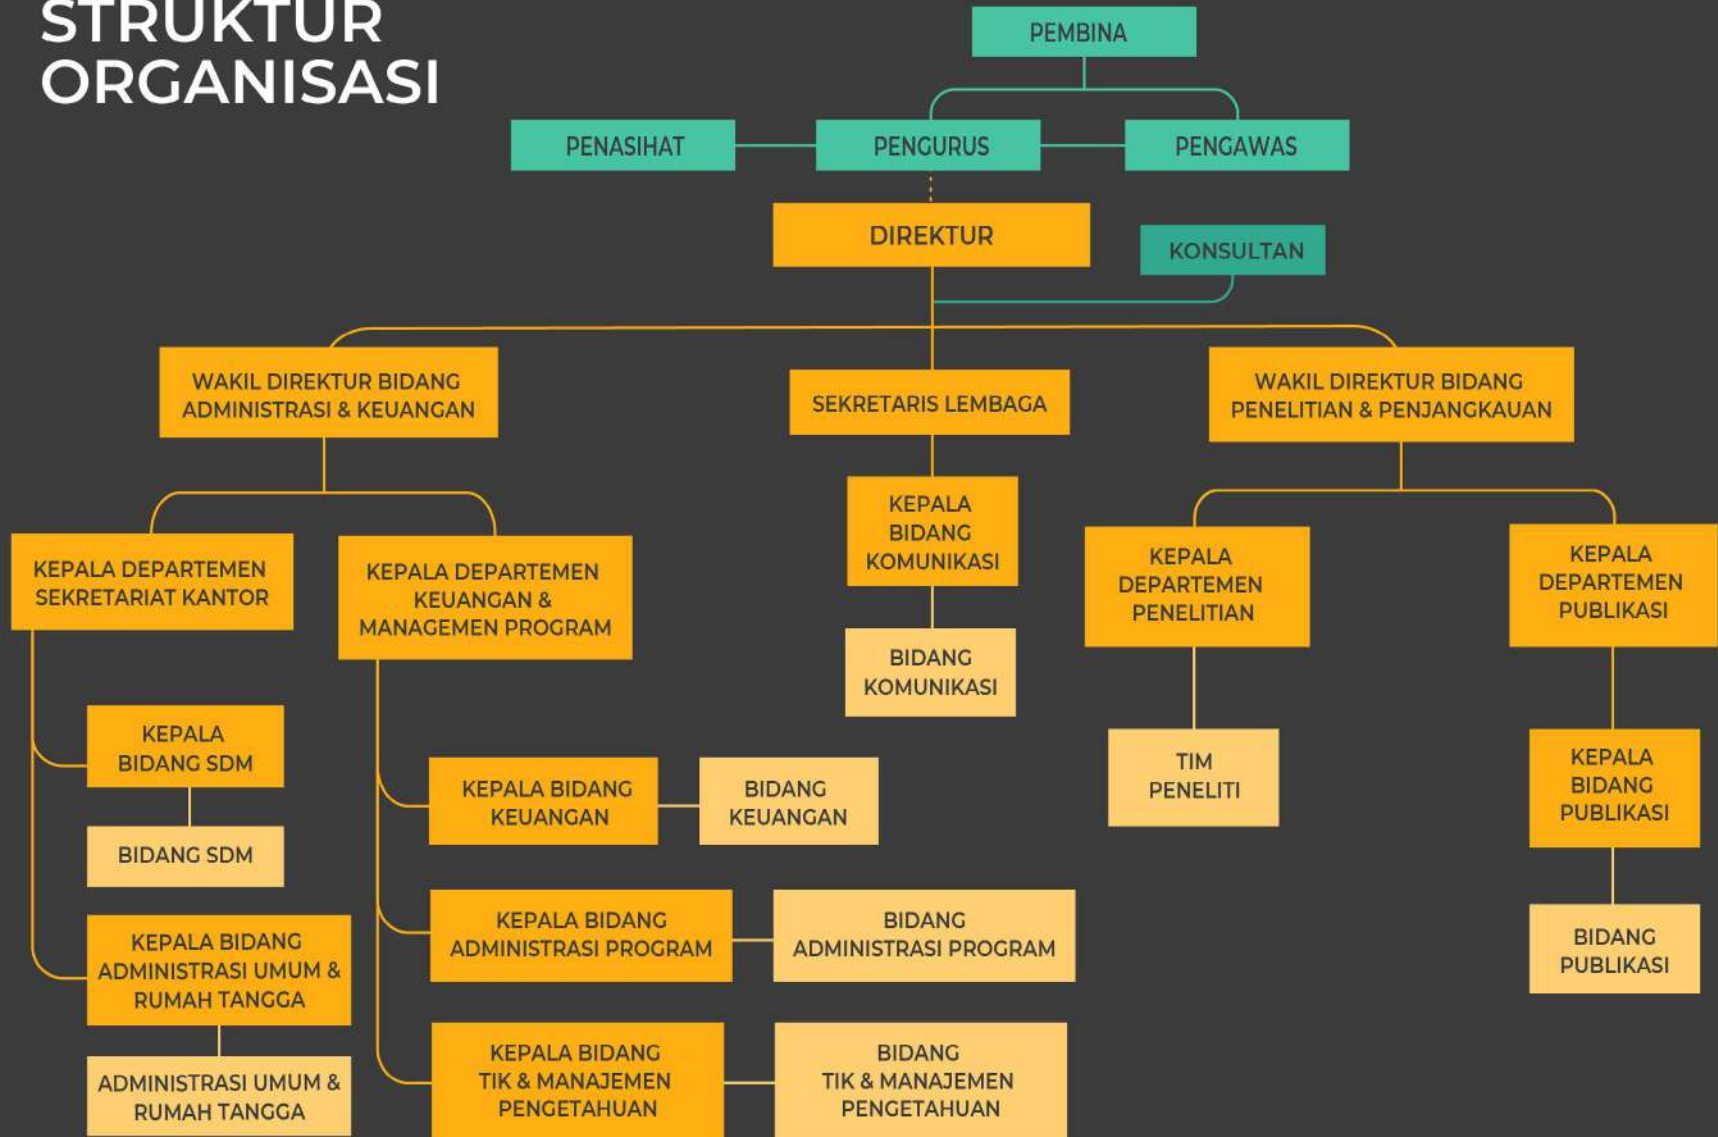 STRUKTUR
ORGANISASI
PEMBINA
PENASIHAT
PENGURUS
PENGAWAS
DIREKTUR
KONSULTAN
WAKIL DIREKTUR BIDANG
ADMINISTRASI & KEUANGAN
SEKRETARIS LEMBAGA
WAKIL DIREKTUR BIDANG
PENELITIAN & PENJANGKAUAN
KEPALA DEPARTEMEN
SEKRETARIAT KANTOR
KEPALA DEPARTEMEN
KEUANGAN &
MANAGEMEN PROGRAM
KEPALA
BIDANG
KOMUNIKASI
KEPALA
DEPARTEMEN
PENELITIAN
KEPALA
DEPARTEMEN
PUBLIKASI
BIDANG
KOMUNIKASI
KEPALA
BIDANG SDM
BIDANG SDM
KEPALA BIDANG
KEUANGAN
BIDANG
KEUANGAN
TIM
PENELITI
KEPALA
BIDANG
PUBLIKASI
KEPALA BIDANG
ADMINISTRASI UMUM &
RUMAH TANGGA
KEPALA BIDANG
ADMINISTRASI PROGRAM
BIDANG
ADMINISTRASI PROGRAM
BIDANG
PUBLIKASI
ADMINISTRASI UMUM &
RUMAH TANGGA
KEPALA BIDANG
TIK & MANAJEMEN
PENGETAHUAN
BIDANG
TIK & MANAJEMEN
PENGETAHUAN